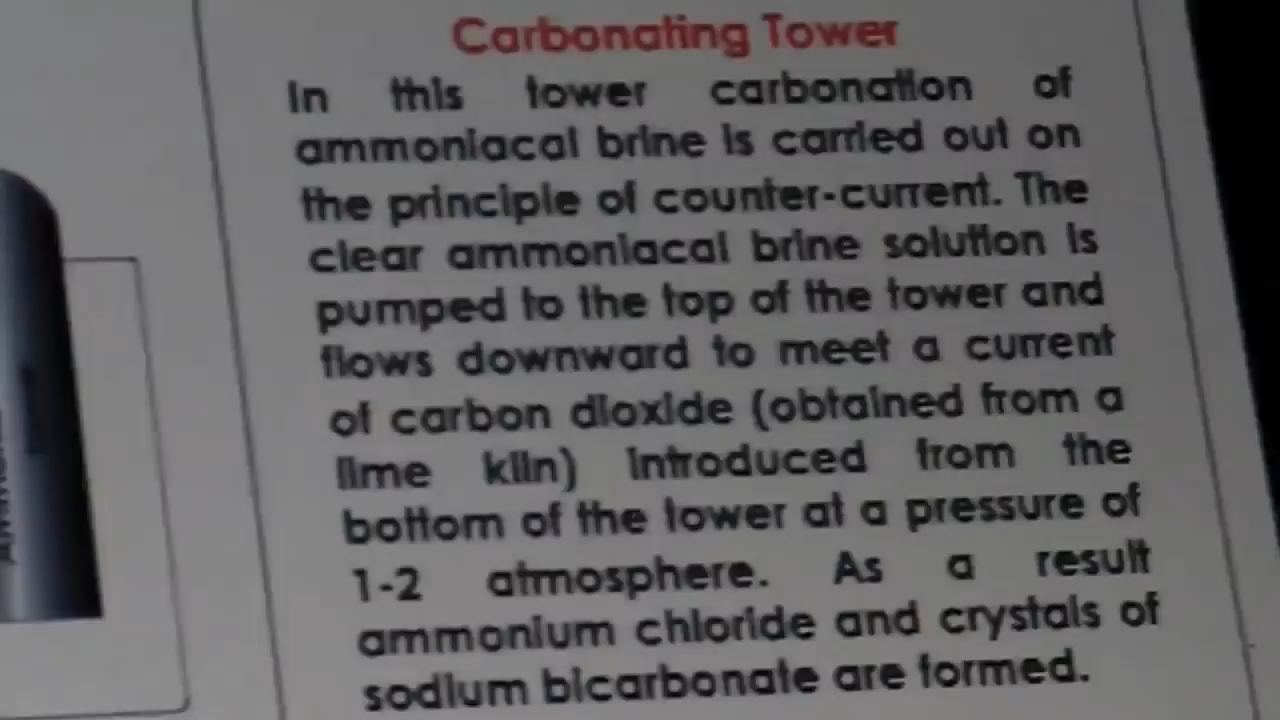 Carbonating Tower
In this tower carbonation of
ammoniacal brine is carried out on
the principle of counter-current. The
clear ammoniacal brine solution is
pumped to the top of the tower and
flows downward to meet a current
of carbon dioxide (obtained from a
lime kiln) introduced from the
bottom of the tower at a pressure of
1-2 atmosphere. As a result
ammonium chloride and crystals of
sodium bicarbonate are formed.